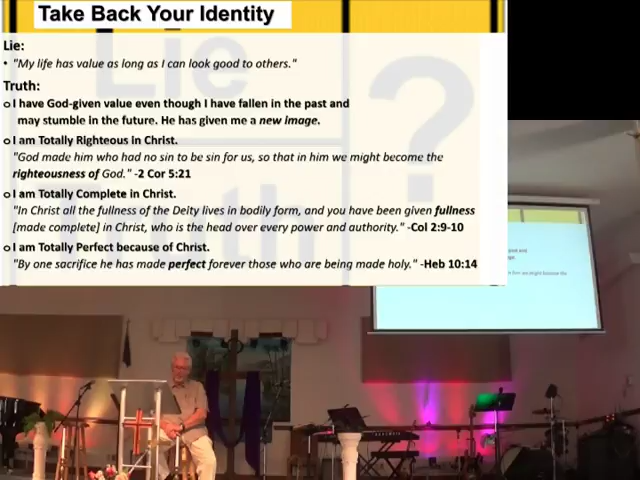 Take Back Your Identity
Lie:
• "My life has value as long as I can look good to others."
Truth:
o I have God-given value even though I have fallen in the past and
may stumble in the future. He has given me a new image.
o I am Totally Righteous in Christ.
"God made him who had no sin to be sin for us, so that in him we might become the
righteousness of God." -2 Cor 5:21
o I am Totally Complete in Christ.
"In Christ all the fullness of the Deity lives in bodily form, and you have been given fullness
[made complete] in Christ, who is the head over every power and authority." -Col 2:9-10
o I am Totally Perfect because of Christ.
"By one sacrifice he has made perfect forever those who are being made holy." -Heb 10:14
Lie
Truth
?